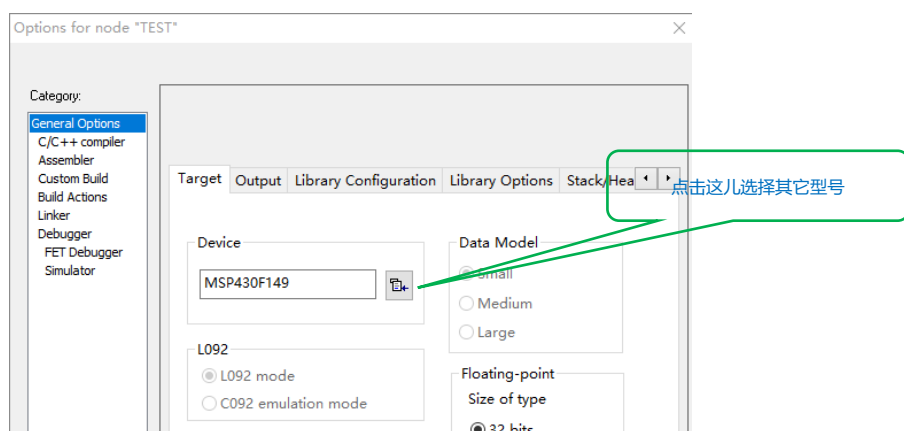 Options for node "TEST"
Category:
General Options
C/C++ compiler
Assembler
Custom Build
Build Actions
Linker
Debugger
FET Debugger
Simulator
Target Output Library Configuration Library Options Stack/Hea
点击这儿选择其它型号
Device
MSP430F149
Data Model
Small
Medium
Large
L092
L092 mode
C092 emulation mode
Floating-point
Size of type
32 bits